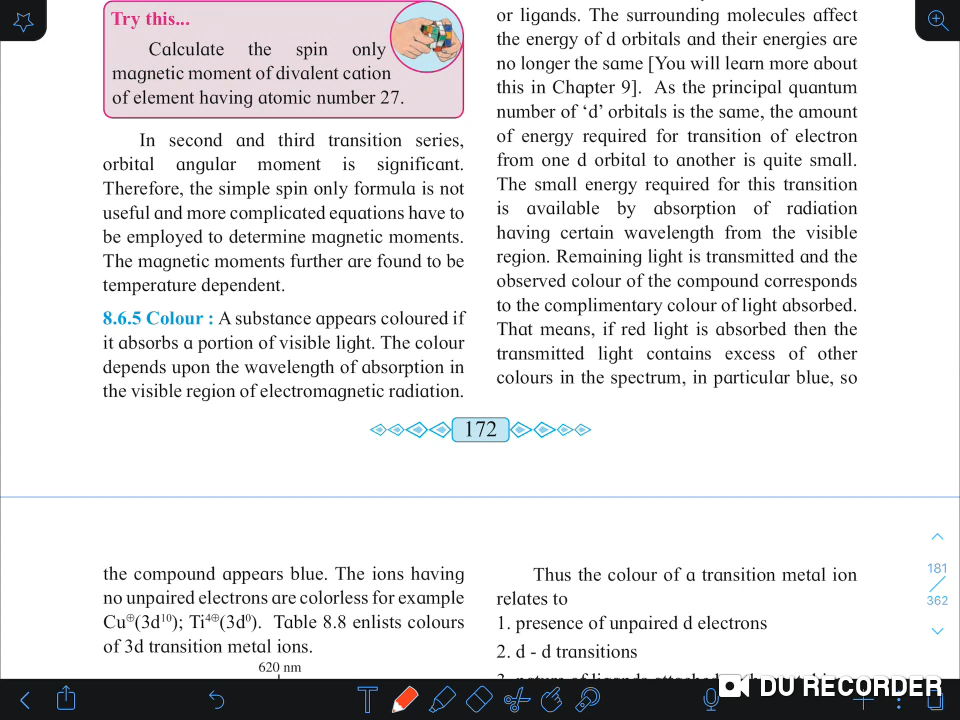 Try this...
Calculate the spin only
magnetic moment of divalent cation
of element having atomic number 27.
In second and third transition series,
orbital angular moment is significant.
Therefore, the simple spin only formula is not
useful and more complicated equations have to
be employed to determine magnetic moments.
The magnetic moments further are found to be
temperature dependent.
8.6.5 Colour : A substance appears coloured if
it absorbs a portion of visible light. The colour
depends upon the wavelength of absorption in
the visible region of electromagnetic radiation.
or ligands. The surrounding molecules affect
the energy of d orbitals and their energies are
no longer the same [You will learn more about
this in Chapter 9]. As the principal quantum
number of ‘d’ orbitals is the same, the amount
of energy required for transition of electron
from one d orbital to another is quite small.
The small energy required for this transition
is available by absorption of radiation
having certain wavelength from the visible
region. Remaining light is transmitted and the
observed colour of the compound corresponds
to the complimentary colour of light absorbed.
That means, if red light is absorbed then the
transmitted light contains excess of other
colours in the spectrum, in particular blue, so
172
the compound appears blue. The ions having
no unpaired electrons are colorless for example
Cu⊕(3d¹⁰); Ti⁴⊕(3d⁰). Table 8.8 enlists colours
of 3d transition metal ions.
620 nm
Thus the colour of a transition metal ion
relates to
1. presence of unpaired d electrons
2. d - d transitions
181
362
DU RECORDER